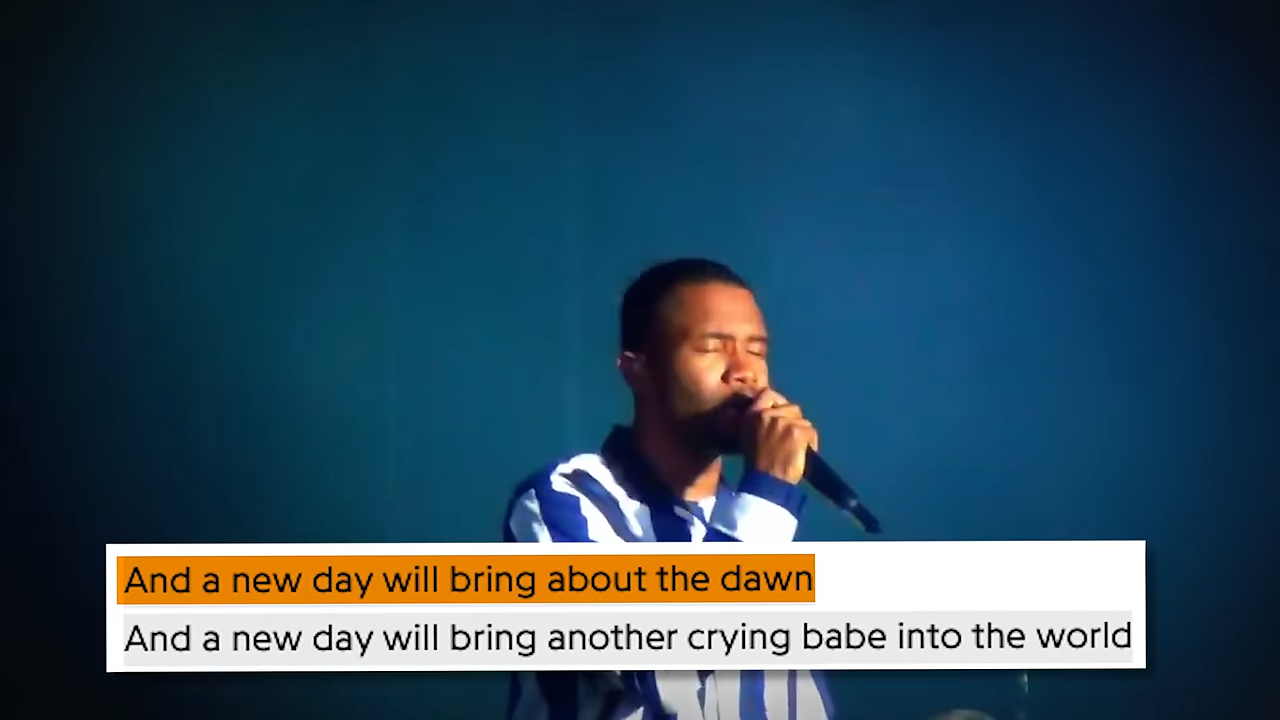 And a new day will bring about the dawn
And a new day will bring another crying babe into the world